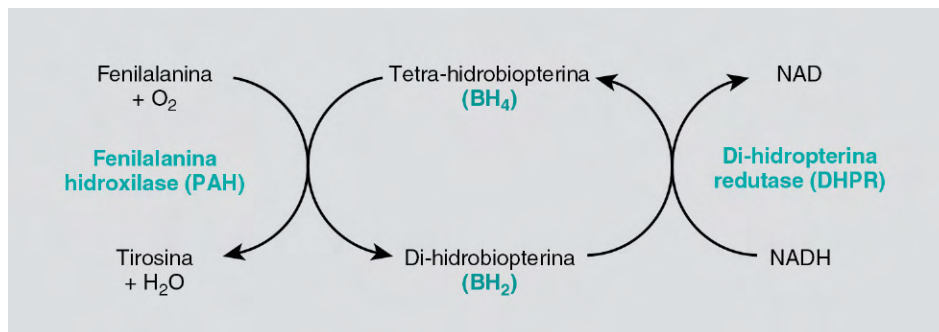 Fenilalanina
+ O₂
Tetra-hidrobiopterina
(BH₄)
NAD
Fenilalanina
hidroxilase (PAH)
Di-hidropterina
redutase (DHPR)
Tirosina
+ H₂O
Di-hidrobiopterina
(BH₂)
NADH